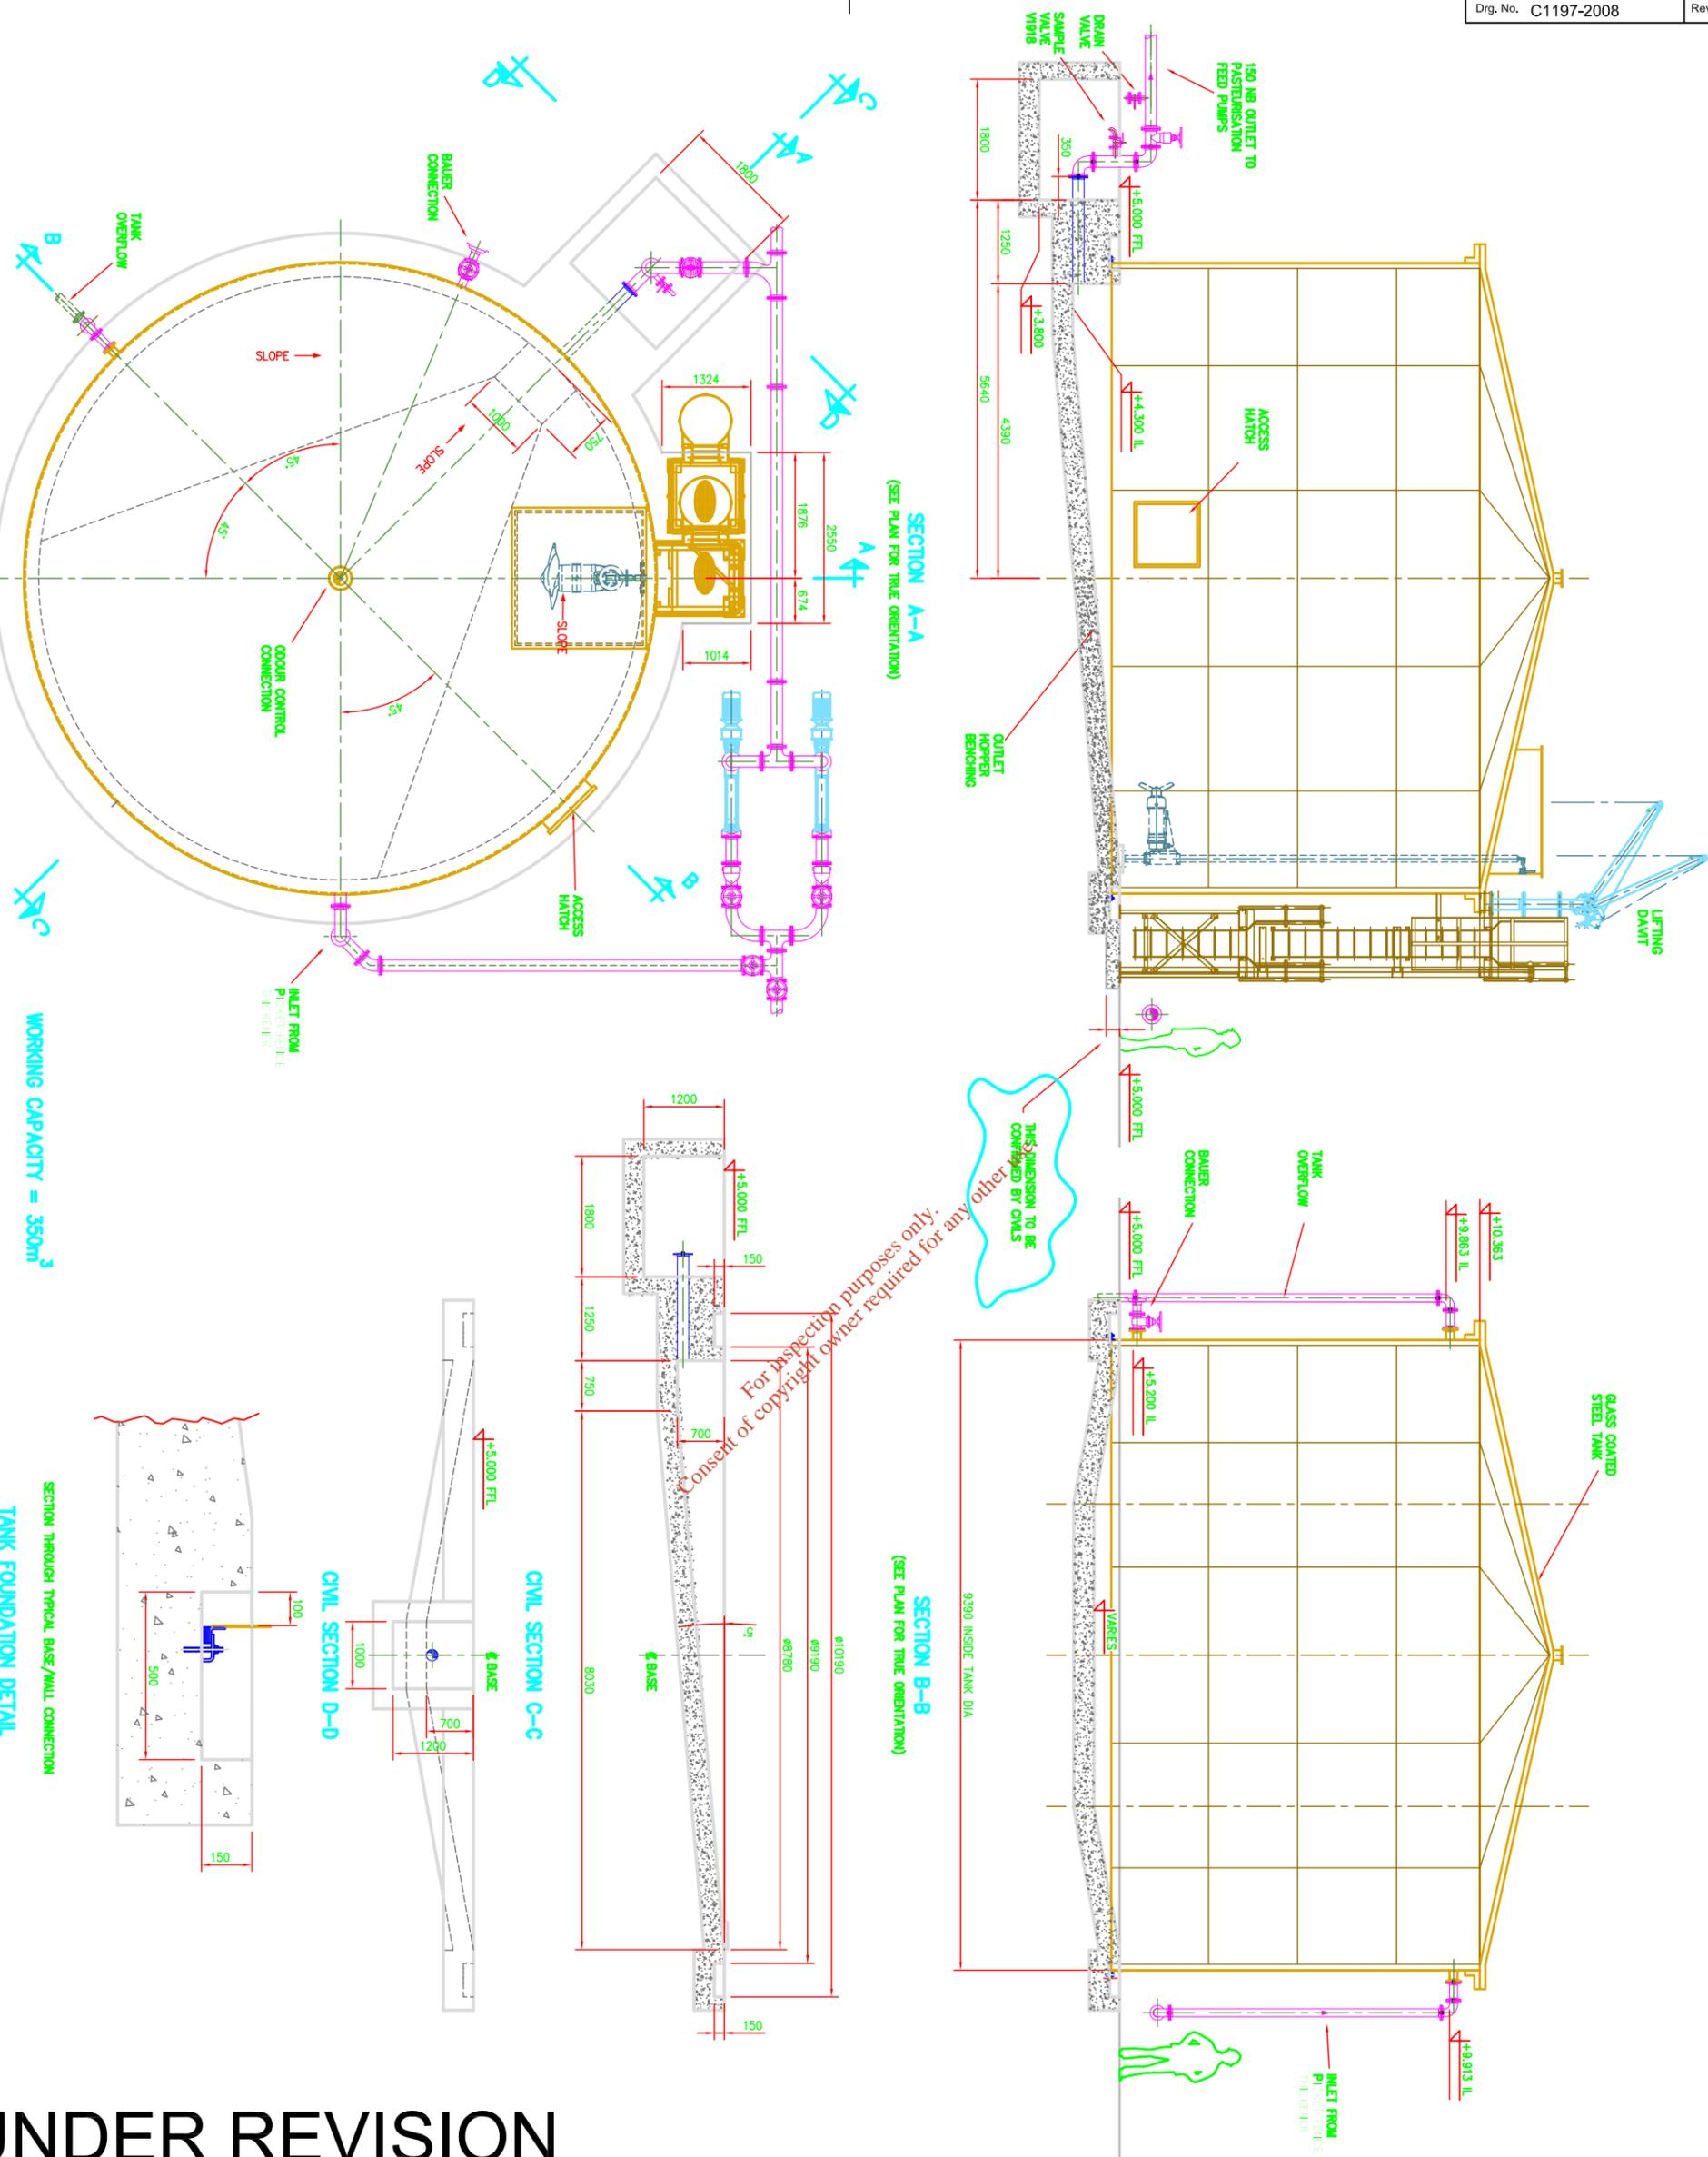 Drg. No. C1197-2008
Rev
150 NB OUTLET TO
PASTEURISATION
FEED PUMPS
DRAIN
VALVE
SAMPLE
VALVE
V1918
350
1800
+5.000 FFL
1250
+3.800
5640
4390
+4.300 IL
ACCESS
HATCH
OUTLET
HOPPER
BENCHING
LIFTING
DAVIT
+5.000 FFL
THIS DIMENSION TO BE
CONFIRMED BY CIVILS
SECTION A-A
(SEE PLAN FOR TRUE ORIENTATION)
TANK
OVERFLOW
BAUER
CONNECTION
+5.000 FFL
+5.200 IL
+9.863 IL
+10.363
GLASS COATED
STEEL TANK
VARIES
9390 INSIDE TANK DIA
+9.913 IL
INLET FROM
SECTION B-B
(SEE PLAN FOR TRUE ORIENTATION)
D
C
A
1800
BAUER
CONNECTION
TANK
OVERFLOW
B
SLOPE
SLOPE
SLOPE
1000
750
1324
D
1876
2550
674
A
1014
45°
45°
45°
ODOUR CONTROL
CONNECTION
ACCESS
HATCH
B
C
INLET FROM
WORKING CAPACITY = 350m³
1200
+5.000 FFL
1800
150
1250
750
700
5°
8030
ø8780
ø9190
ø10190
℄ BASE
150
CIVIL SECTION C-C
+5.000 FFL
℄ BASE
1000
700
1200
CIVIL SECTION D-D
100
500
150
SECTION THROUGH TYPICAL BASE/WALL CONNECTION
TANK FOUNDATION DETAIL
For inspection purposes only.
Consent of copyright owner required for any other use.
UNDER REVISION